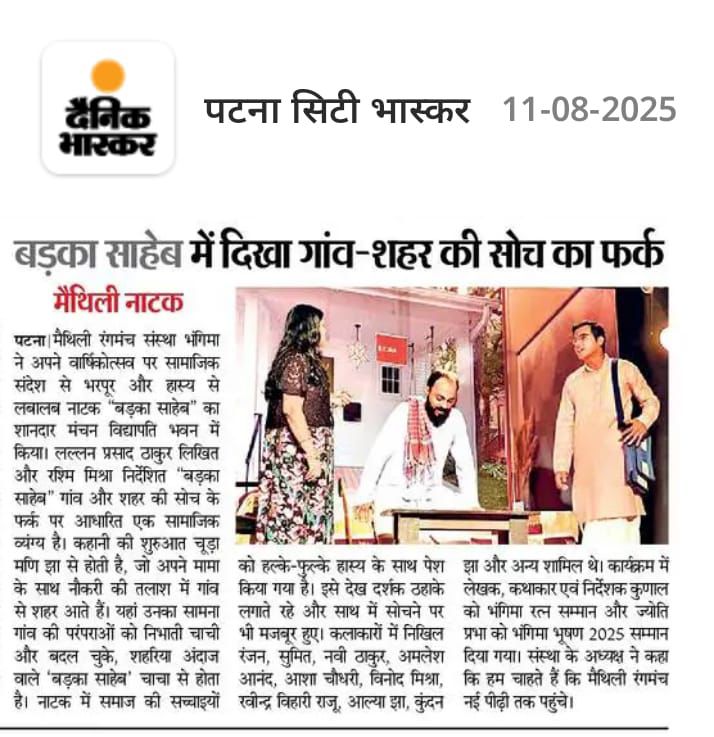 दैनिक
भास्कर
पटना सिटी भास्कर 11-08-2025
बड़का साहेब में दिखा गांव-शहर की सोच का फर्क
मैथिली नाटक
पटना|मैथिली रंगमंच संस्था भंगिमा
ने अपने वार्षिकोत्सव पर सामाजिक
संदेश से भरपूर और हास्य से
लबालब नाटक “बड़का साहेब” का
शानदार मंचन विद्यापति भवन में
किया। लल्लन प्रसाद ठाकुर लिखित
और रश्मि मिश्रा निर्देशित “बड़का
साहेब” गांव और शहर की सोच के
फर्क पर आधारित एक सामाजिक
व्यंग्य है। कहानी की शुरुआत चूड़ा
मणि झा से होती है, जो अपने मामा
के साथ नौकरी की तलाश में गांव
से शहर आते हैं। यहां उनका सामना
गांव की परंपराओं को निभाती चाची
और बदल चुके, शहरिया अंदाज
वाले ‘बड़का साहेब’ चाचा से होता
है। नाटक में समाज की सच्चाइयों
को हल्के-फुल्के हास्य के साथ पेश
किया गया है। इसे देख दर्शक ठहाके
लगाते रहे और साथ में सोचने पर
भी मजबूर हुए। कलाकारों में निखिल
रंजन, सुमित, नवी ठाकुर, अमलेश
आनंद, आशा चौधरी, विनोद मिश्रा,
रवीन्द्र बिहारी राजू, आल्या झा, कुंदन
झा और अन्य शामिल थे। कार्यक्रम में
लेखक, कथाकार एवं निर्देशक कुणाल
को भंगिमा रत्न सम्मान और ज्योति
प्रभा को भंगिमा भूषण 2025 सम्मान
दिया गया। संस्था के अध्यक्ष ने कहा
कि हम चाहते हैं कि मैथिली रंगमंच
नई पीढ़ी तक पहुंचे।